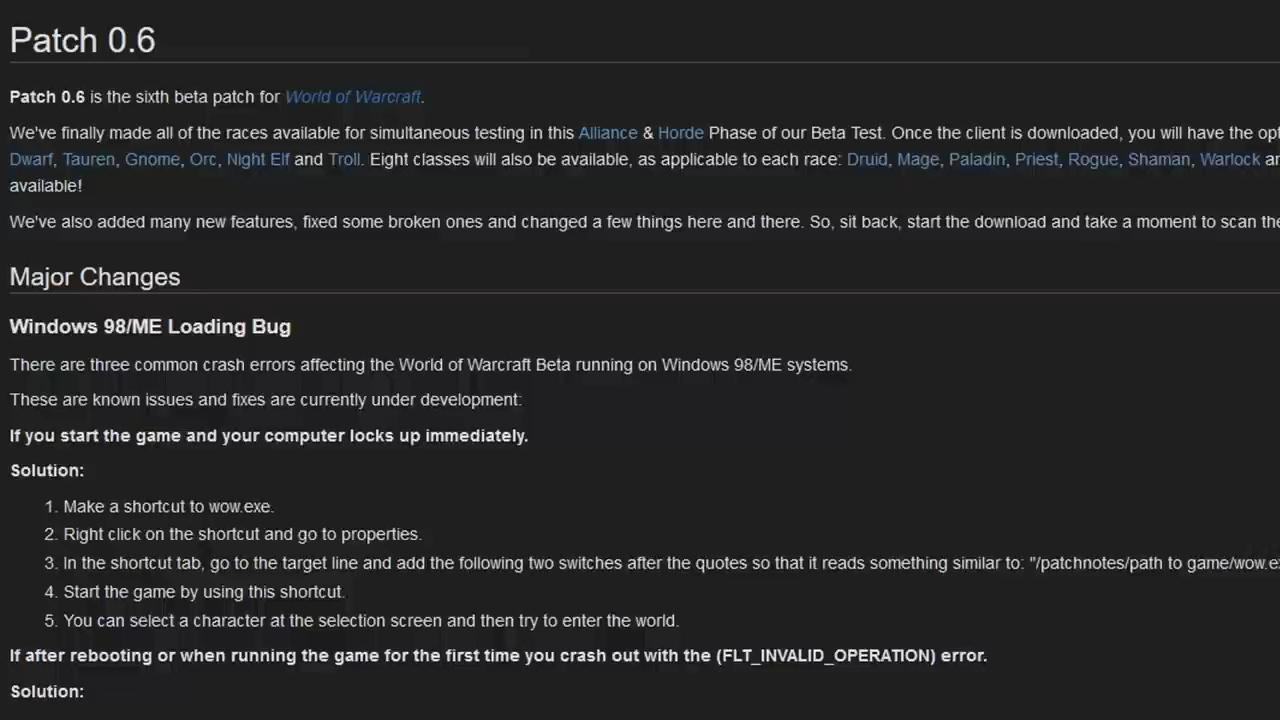 Patch 0.6
Patch 0.6 is the sixth beta patch for World of Warcraft.
We've finally made all of the races available for simultaneous testing in this Alliance & Horde Phase of our Beta Test. Once the client is downloaded, you will have the
Dwarf, Tauren, Gnome, Orc, Night Elf and Troll. Eight classes will also be available, as applicable to each race: Druid, Mage, Paladin, Priest, Rogue, Shaman, Warlock
available!
We've also added many new features, fixed some broken ones and changed a few things here and there. So, sit back, start the download and take a moment to scan
Major Changes
Windows 98/ME Loading Bug
There are three common crash errors affecting the World of Warcraft Beta running on Windows 98/ME systems.
These are known issues and fixes are currently under development:
If you start the game and your computer locks up immediately.
Solution:
1. Make a shortcut to wow.exe.
2. Right click on the shortcut and go to properties.
3. In the shortcut tab, go to the target line and add the following two switches after the quotes so that it reads something similar to: "/patchnotes/path to
4. Start the game by using this shortcut.
5. You can select a character at the selection screen and then try to enter the world.
If after rebooting or when running the game for the first time you crash out with the (FLT_INVALID_OPERATION) error.
Solution: